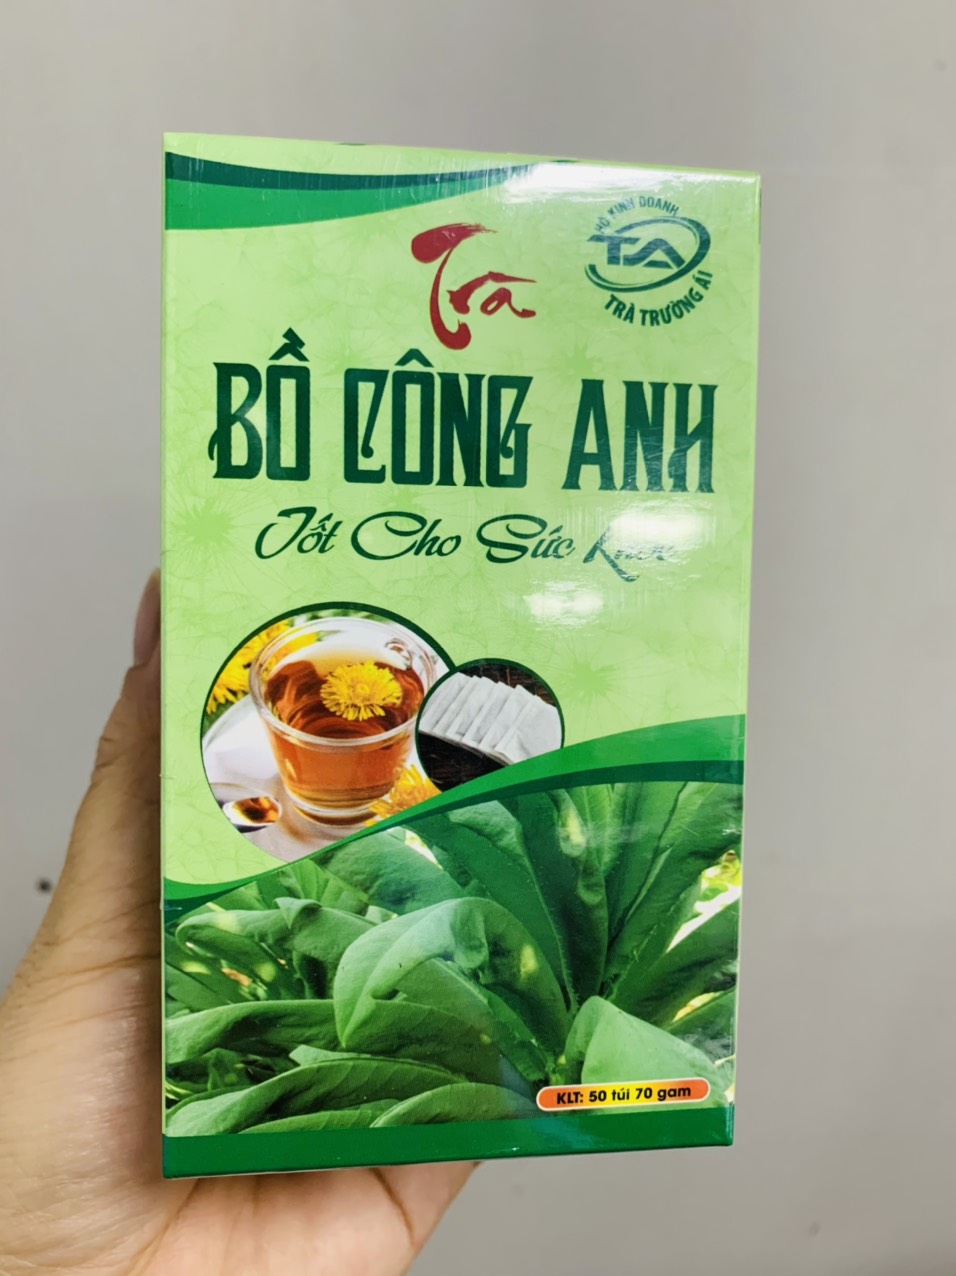 HỘ KINH DOANH
TA
TRÀ TRƯỜNG ÁI
Trà
BỒ CÔNG ANH
Tốt Cho Sức Khỏe
KLT: 50 túi 70 gam